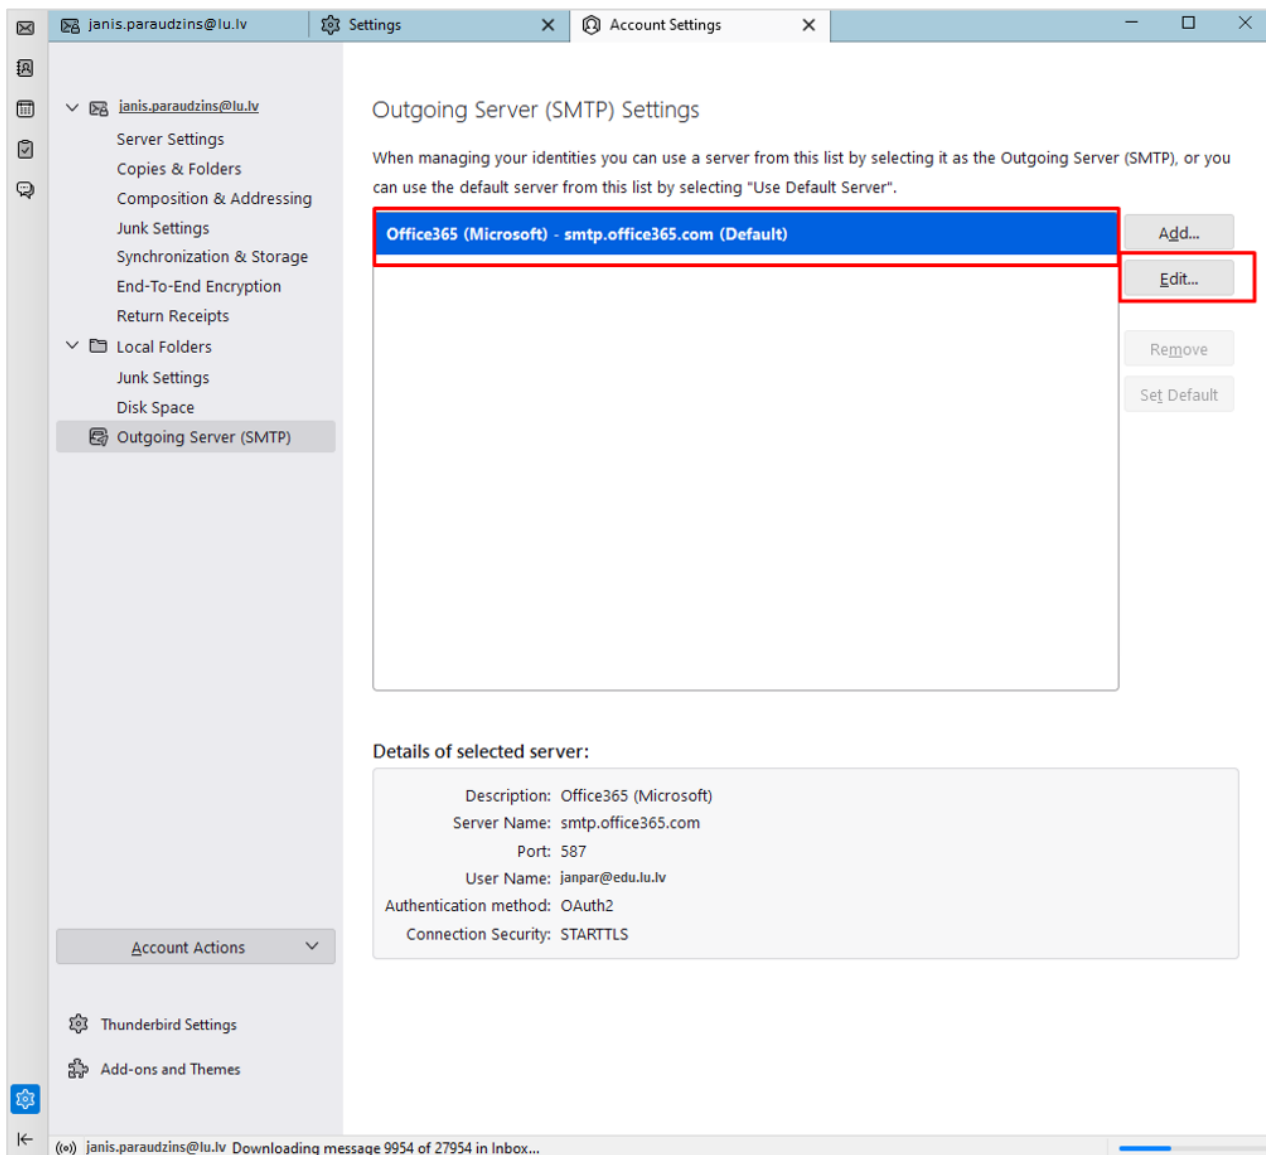 janis.paraudzins@lu.lv
Settings
Account Settings
janis.paraudzins@lu.lv
Server Settings
Copies & Folders
Composition & Addressing
Junk Settings
Synchronization & Storage
End-To-End Encryption
Return Receipts
Local Folders
Junk Settings
Disk Space
Outgoing Server (SMTP)
Account Actions
Thunderbird Settings
Add-ons and Themes
Outgoing Server (SMTP) Settings
When managing your identities you can use a server from this list by selecting it as the Outgoing Server (SMTP), or you
can use the default server from this list by selecting "Use Default Server".
Office365 (Microsoft) - smtp.office365.com (Default)
Add...
Edit...
Remove
Set Default
Details of selected server:
Description: Office365 (Microsoft)
Server Name: smtp.office365.com
Port: 587
User Name: janpar@edu.lu.lv
Authentication method: OAuth2
Connection Security: STARTTLS
janis.paraudzins@lu.lv Downloading message 9954 of 27954 in Inbox...